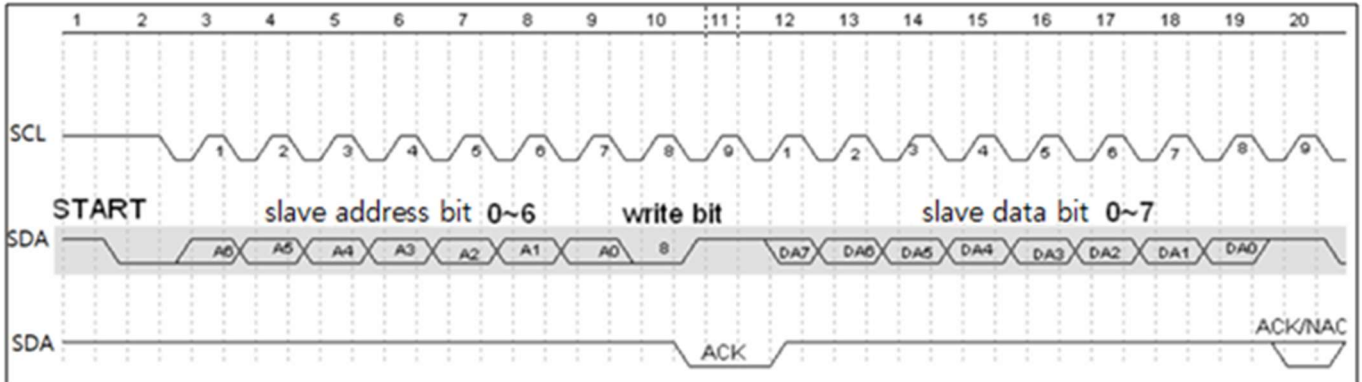 1 2 3 4 5 6 7 8 9 10 11 12 13 14 15 16 17 18 19 20
SCL 1 2 3 4 5 6 7 8 9 1 2 3 4 5 6 7 8 9
START slave address bit 0~6 write bit slave data bit 0~7
SDA A6 A5 A4 A3 A2 A1 A0 8 DA7 DA6 DA5 DA4 DA3 DA2 DA1 DA0
ACK/NAC
SDA ACK